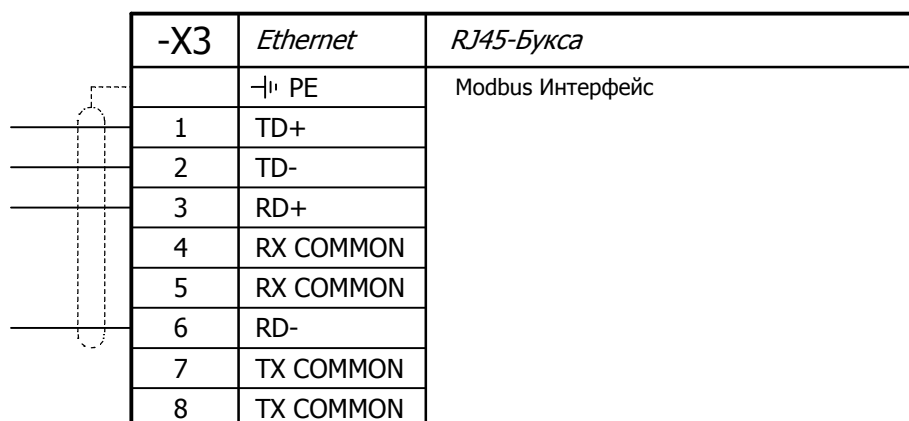 -X3 Ethernet RJ45-Букса
PE Modbus Интерфейс
1 TD+
2 TD-
3 RD+
4 RX COMMON
5 RX COMMON
6 RD-
7 TX COMMON
8 TX COMMON